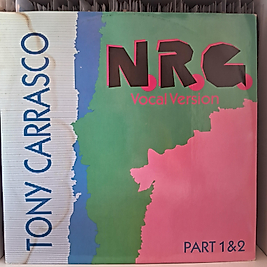 TONY CARRASCO
N.R.G.
Vocal Version
PART 1&2